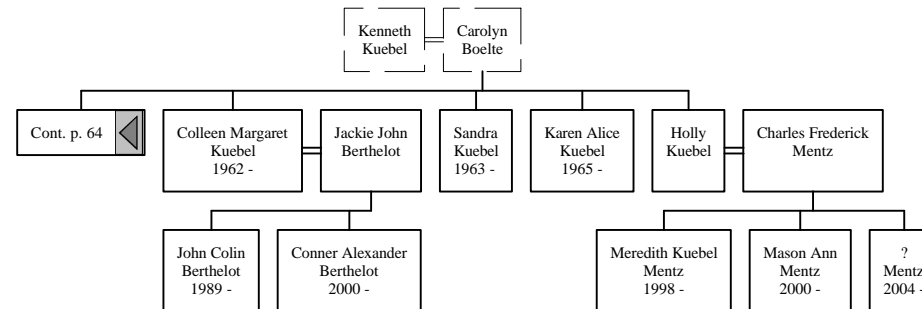 Kenneth
Kuebel
Carolyn
Boelte
Cont. p. 64
Colleen Margaret
Kuebel
1962 -
Jackie John
Berthelot
Sandra
Kuebel
1963 -
Karen Alice
Kuebel
1965 -
Holly
Kuebel
Charles Frederick
Mentz
John Colin
Berthelot
1989 -
Conner Alexander
Berthelot
2000 -
Meredith Kuebel
Mentz
1998 -
Mason Ann
Mentz
2000 -
?
Mentz
2004 -